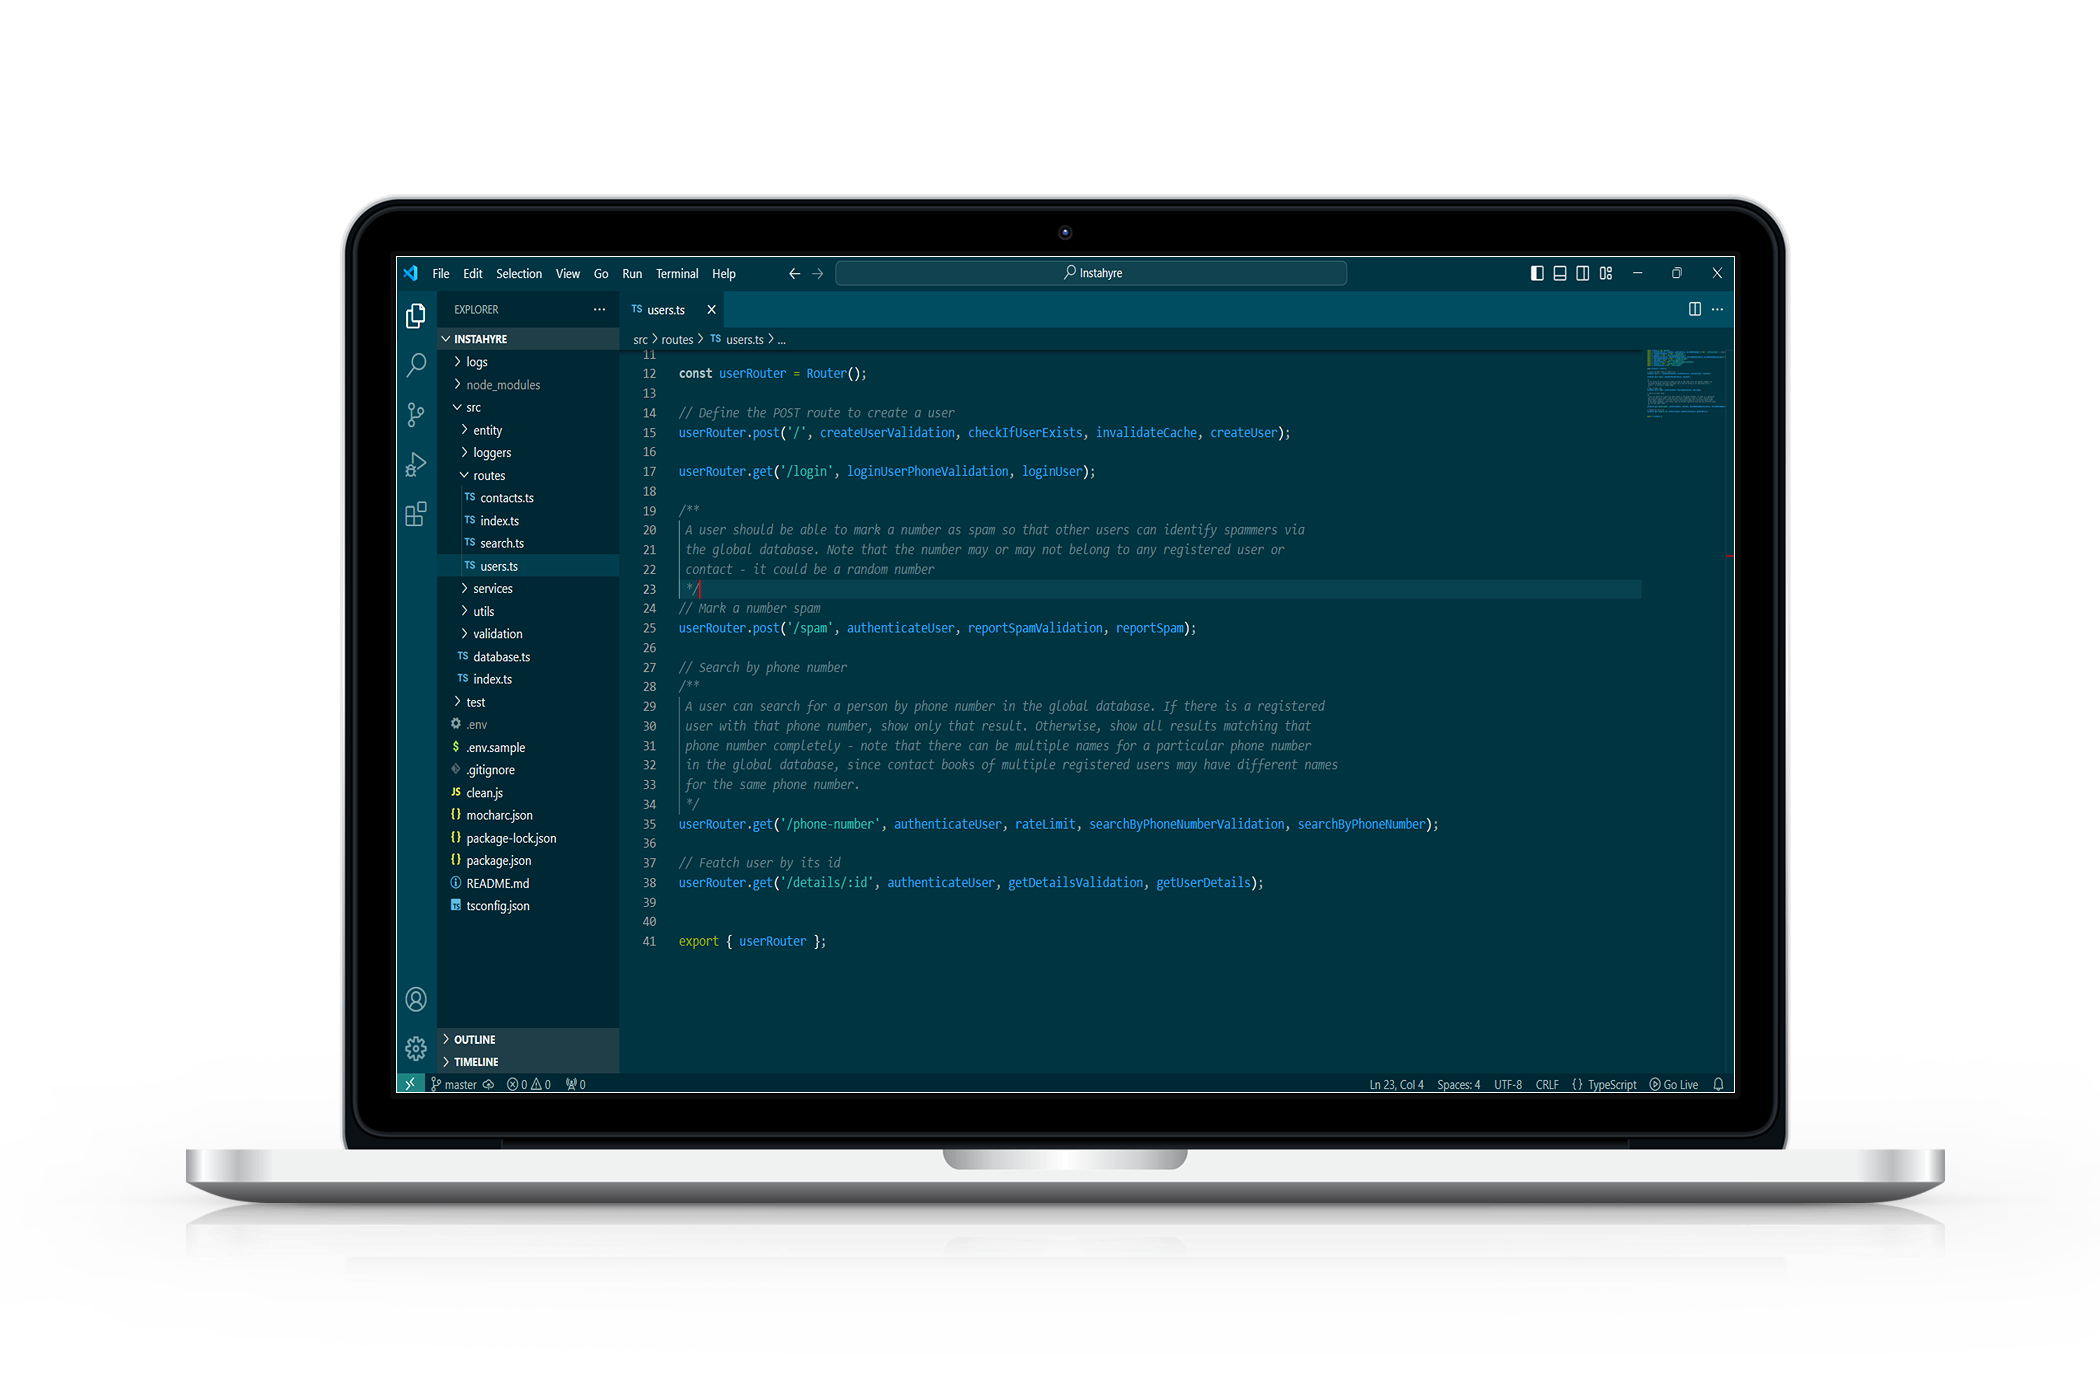 File Edit Selection View Go Run Terminal Help
Instahyre
EXPLORER
INSTAHYRE
logs
node_modules
src
entity
loggers
routes
TS contacts.ts
TS index.ts
TS search.ts
TS users.ts
services
utils
validation
TS database.ts
TS index.ts
test
.env
$ .env.sample
.gitignore
JS clean.js
{} mocharc.json
{} package-lock.json
{} package.json
README.md
TS tsconfig.json
OUTLINE
TIMELINE
TS users.ts
src > routes > TS users.ts > ...
11
12 const userRouter = Router();
13
14 // Define the POST route to create a user
15 userRouter.post('/', createUserValidation, checkIfUserExists, invalidateCache, createUser);
16
17 userRouter.get('/login', loginUserPhoneValidation, loginUser);
18
19 /**
20 A user should be able to mark a number as spam so that other users can identify spammers via
21 the global database. Note that the number may or may not belong to any registered user or
22 contact - it could be a random number
23 */
24 // Mark a number spam
25 userRouter.post('/spam', authenticateUser, reportSpamValidation, reportSpam);
26
27 // Search by phone number
28 /**
29 A user can search for a person by phone number in the global database. If there is a registered
30 user with that phone number, show only that result. Otherwise, show all results matching that
31 phone number completely - note that there can be multiple names for a particular phone number
32 in the global database, since contact books of multiple registered users may have different names
33 for the same phone number.
34 */
35 userRouter.get('/phone-number', authenticateUser, rateLimit, searchByPhoneNumberValidation, searchByPhoneNumber);
36
37 // Featch user by its id
38 userRouter.get('/details/:id', authenticateUser, getDetailsValidation, getUserDetails);
39
40
41 export { userRouter };
master 0 0 0
Ln 23, Col 4 Spaces: 4 UTF-8 CRLF {} TypeScript Go Live